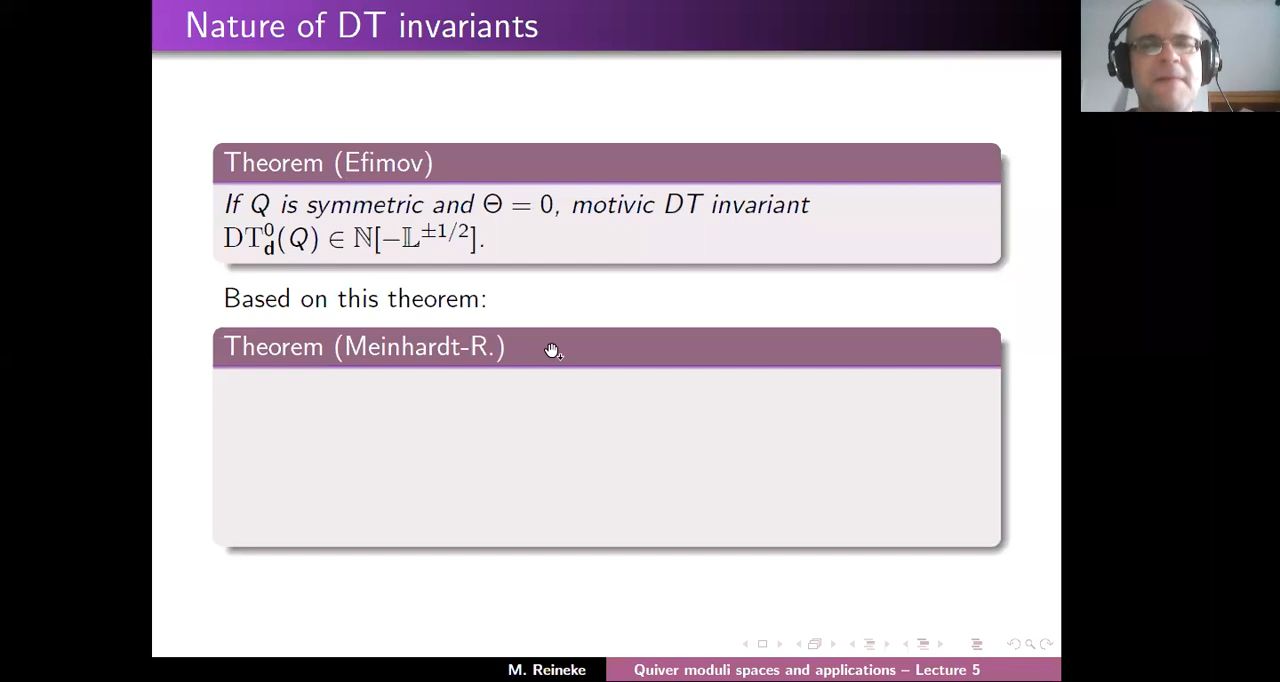 Nature of DT invariants
Theorem (Efimov)
If Q is symmetric and Θ = 0, motivic DT invariant
DT⁰_d(Q) ∈ ℕ[−𝕃^{±1/2}].
Based on this theorem:
Theorem (Meinhardt-R.)
M. Reineke
Quiver moduli spaces and applications – Lecture 5